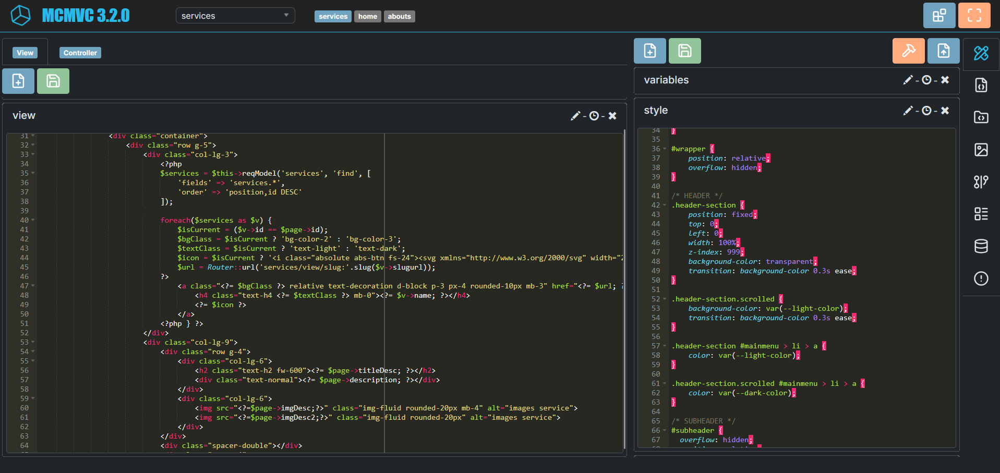 MCMVC 3.2.0
services
services home abouts
View Controller
view
31 <div class="container">
32 <div class="row g-5">
33 <div class="col-lg-3">
34 <?php
35 $services = $this->reqModel('services', 'find', [
36 'fields' => 'services.*',
37 'order' => 'position,id DESC'
38 ]);
39
40 foreach($services as $v) {
41 $isCurrent = ($v->id == $page->id);
42 $bgClass = $isCurrent ? 'bg-color-2' : 'bg-color-3';
43 $textClass = $isCurrent ? 'text-light' : 'text-dark';
44 $icon = $isCurrent ? '<i class="absolute abs-btn fs-24"><svg xmlns="http://www.w3.org/2000/svg" width="2
45 $url = Router::url('services/view/slug:'.slug($v->slugurl));
46 ?>
47 <a class="<?= $bgClass ?> relative text-decoration d-block p-3 px-4 rounded-10px mb-3" href="<?= $url; ?
48 <h4 class="text-h4 <?= $textClass ?> mb-0"><?= $v->name; ?></h4>
49 <?= $icon ?>
50 </a>
51 <?php } ?>
52 </div>
53 <div class="col-lg-9">
54 <div class="row g-4">
55 <div class="col-lg-6">
56 <h2 class="text-h2 fw-600"><?= $page->titleDesc; ?></h2>
57 <div class="text-normal"><?= $page->description; ?></div>
58 </div>
59 <div class="col-lg-6">
60 <img src="<?=$page->imgDesc;?>" class="img-fluid rounded-20px mb-4" alt="images service">
61 <img src="<?=$page->imgDesc2;?>" class="img-fluid rounded-20px" alt="images service">
62 </div>
63 </div>
64 <div class="spacer-double"></div>
variables
style
34 }
35
36 #wrapper {
37 position: relative;
38 overflow: hidden;
39 }
40
41 /* HEADER */
42 .header-section {
43 position: fixed;
44 top: 0;
45 left: 0;
46 width: 100%;
47 z-index: 999;
48 background-color: transparent;
49 transition: background-color 0.3s ease;
50 }
51
52 .header-section.scrolled {
53 background-color: var(--light-color);
54 transition: background-color 0.3s ease;
55 }
56
57 .header-section #mainmenu > li > a {
58 color: var(--light-color);
59 }
60
61 .header-section.scrolled #mainmenu > li > a {
62 color: var(--dark-color);
63 }
64
65 /* SUBHEADER */
66 #subheader {
67 overflow: hidden;